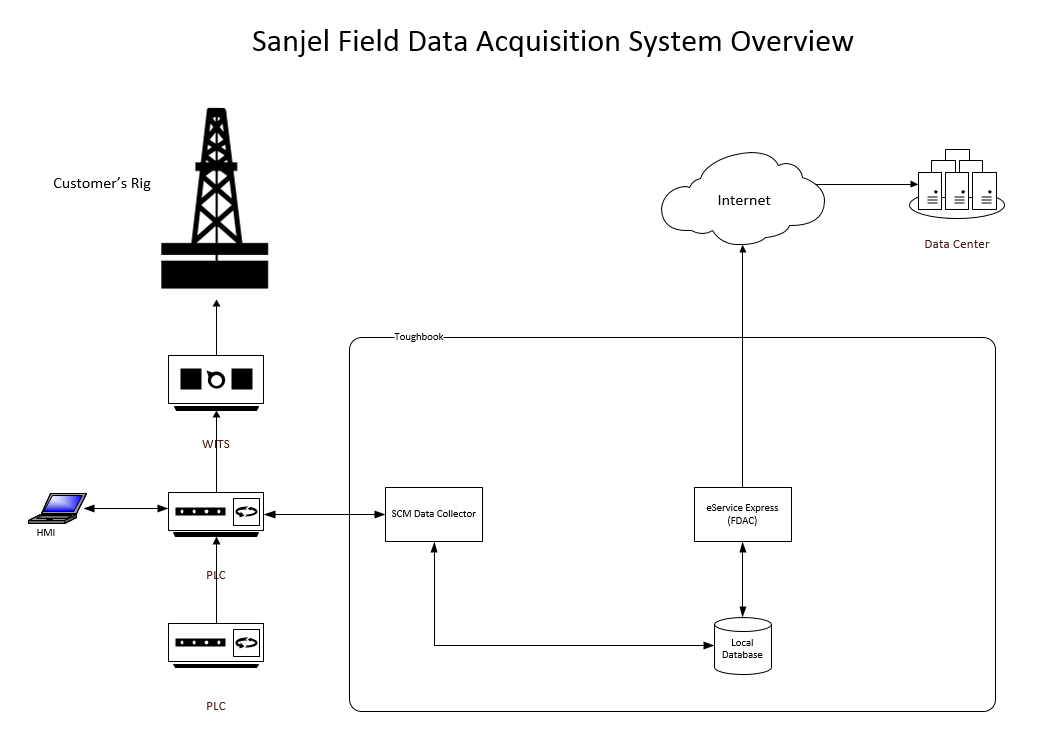 Sanjel Field Data Acquisition System Overview
Customer's Rig
Internet
Data Center
Toughbook
WITS
HMI
SCM Data Collector
eService Express
(FDAC)
PLC
Local
Database
PLC